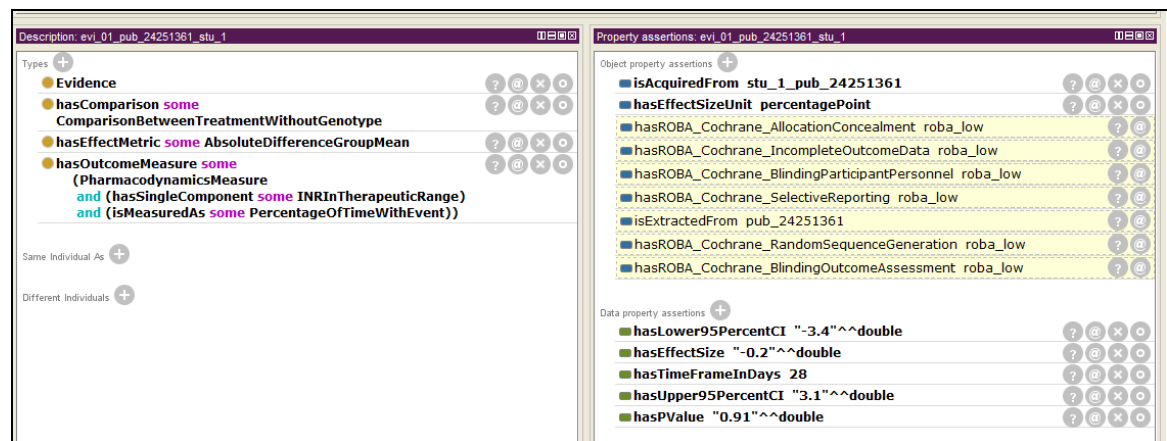 Description: evi_01_pub_24251361_stu_1
Types
Evidence
hasComparison some
ComparisonBetweenTreatmentWithoutGenotype
hasEffectMetric some AbsoluteDifferenceGroupMean
hasOutcomeMeasure some
(PharmacodynamicsMeasure
and (hasSingleComponent some INRInTherapeuticRange)
and (isMeasuredAs some PercentageOfTimeWithEvent))
Same Individual As
Different Individuals
Property assertions: evi_01_pub_24251361_stu_1
Object property assertions
isAcquiredFrom stu_1_pub_24251361
hasEffectSizeUnit percentagePoint
hasROBA_Cochrane_AllocationConcealment roba_low
hasROBA_Cochrane_IncompleteOutcomeData roba_low
hasROBA_Cochrane_BlindingParticipantPersonnel roba_low
hasROBA_Cochrane_SelectiveReporting roba_low
isExtractedFrom pub_24251361
hasROBA_Cochrane_RandomSequenceGeneration roba_low
hasROBA_Cochrane_BlindingOutcomeAssessment roba_low
Data property assertions
hasLower95PercentCI "-3.4"^^double
hasEffectSize "-0.2"^^double
hasTimeFrameInDays 28
hasUpper95PercentCI "3.1"^^double
hasPValue "0.91"^^double